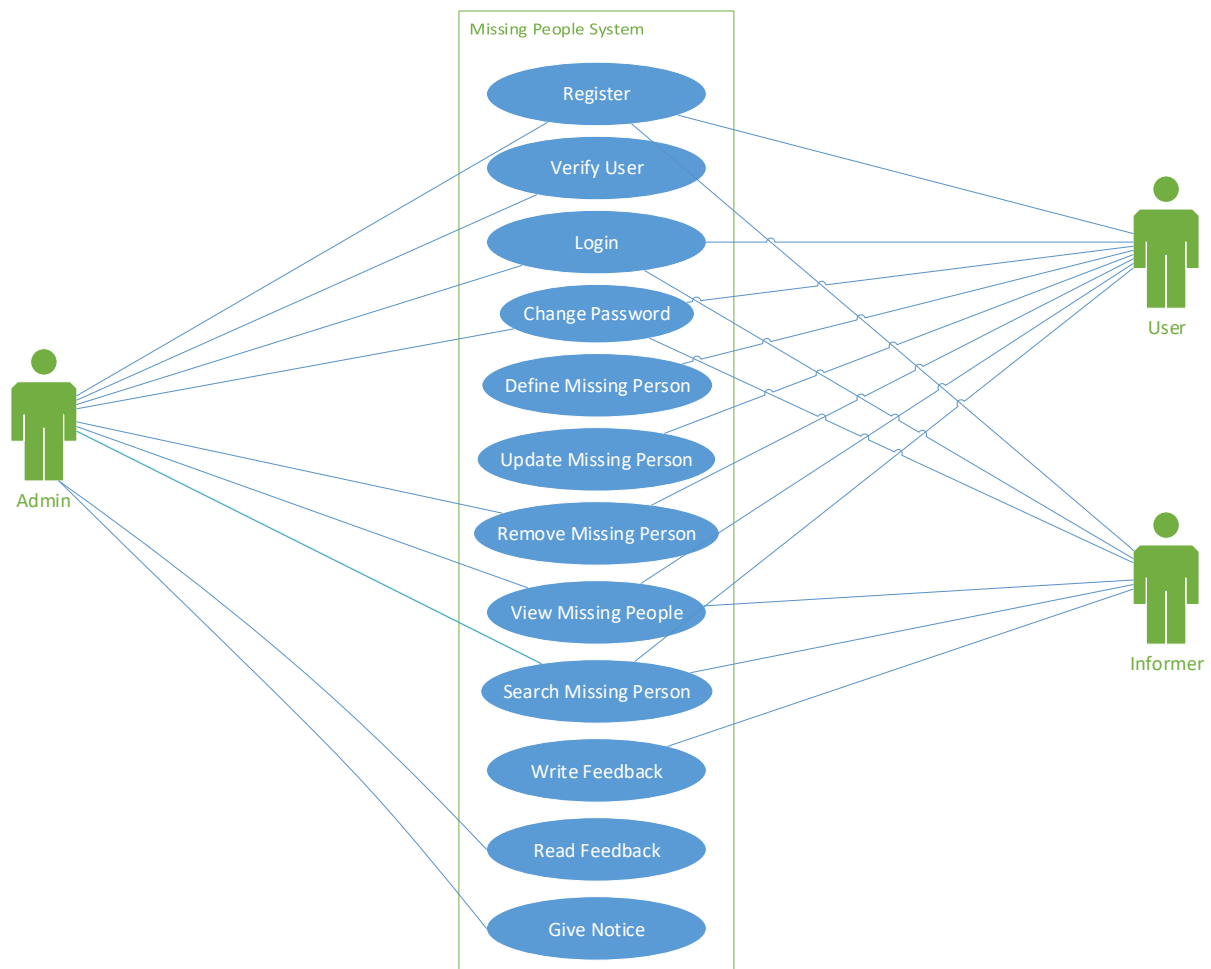 Missing People System
Register
Verify User
Login
Change Password
Define Missing Person
Update Missing Person
Remove Missing Person
View Missing People
Search Missing Person
Write Feedback
Read Feedback
Give Notice
Admin
User
Informer